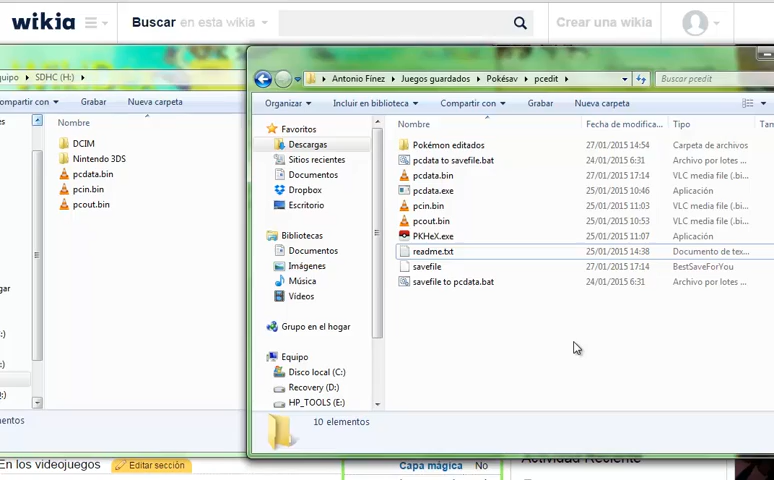 wikia Buscar en esta wikia Crear una wikia
quipo ▸ SDHC (H:) ▸
ompartir con Grabar Nueva carpeta
Nombre
DCIM
Nintendo 3DS
pcdata.bin
pcin.bin
pcout.bin
Antonio Fínez ▸ Juegos guardados ▸ Pokésav ▸ pcedit ▸ Buscar pcedit
Organizar Incluir en biblioteca Compartir con Grabar Nueva carpeta
Favoritos
Descargas
Sitios recientes
Documentos
Dropbox
Escritorio
Bibliotecas
Documentos
Imágenes
Música
Vídeos
Grupo en el hogar
Equipo
Disco local (C:)
Recovery (D:)
HP_TOOLS (E:)
Nombre Fecha de modifica... Tipo Tam
Pokémon editados 27/01/2015 14:54 Carpeta de archivos
pcdata to savefile.bat 24/01/2015 6:31 Archivo por lotes ...
pcdata.bin 27/01/2015 17:14 VLC media file (.bi...
pcdata.exe 25/01/2015 10:46 Aplicación
pcin.bin 25/01/2015 11:03 VLC media file (.bi...
pcout.bin 25/01/2015 10:53 VLC media file (.bi...
PKHeX.exe 25/01/2015 11:07 Aplicación
readme.txt 25/01/2015 14:38 Documento de tex...
savefile 27/01/2015 17:14 BestSaveForYou
savefile to pcdata.bat 24/01/2015 6:31 Archivo por lotes ...
10 elementos
mentos
En los videojuegos Editar sección
Capa mágica No
Actividad Reciente